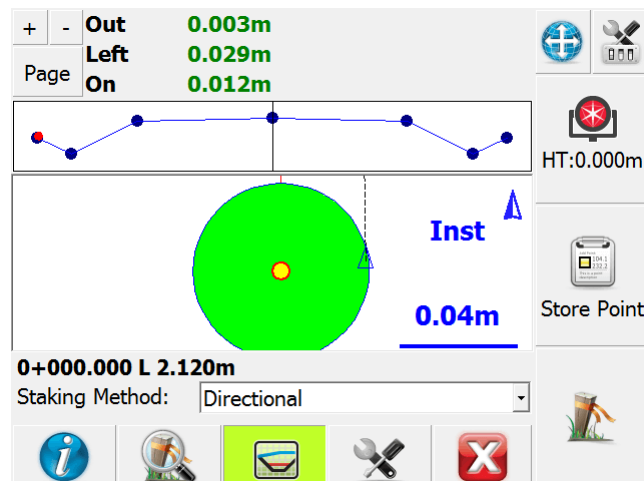 + - Out 0.003m
Left 0.029m
Page On 0.012m
HT:0.000m
Inst
0.04m
Store Point
0+000.000 L 2.120m
Staking Method: Directional